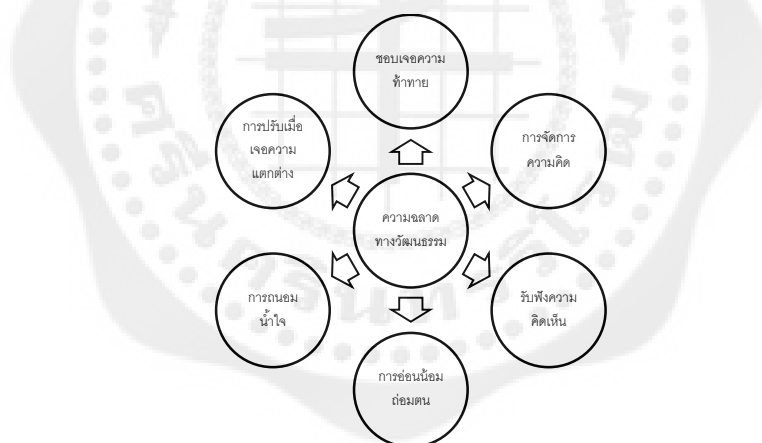 ชอบเจอความ
ท้าทาย
การจัดการ
ความคิด
รับฟังความ
คิดเห็น
การอ่อนน้อม
ถ่อมตน
การถนอม
น้ำใจ
การปรับเมื่อ
เจอความ
แตกต่าง
ความฉลาด
ทางวัฒนธรรม